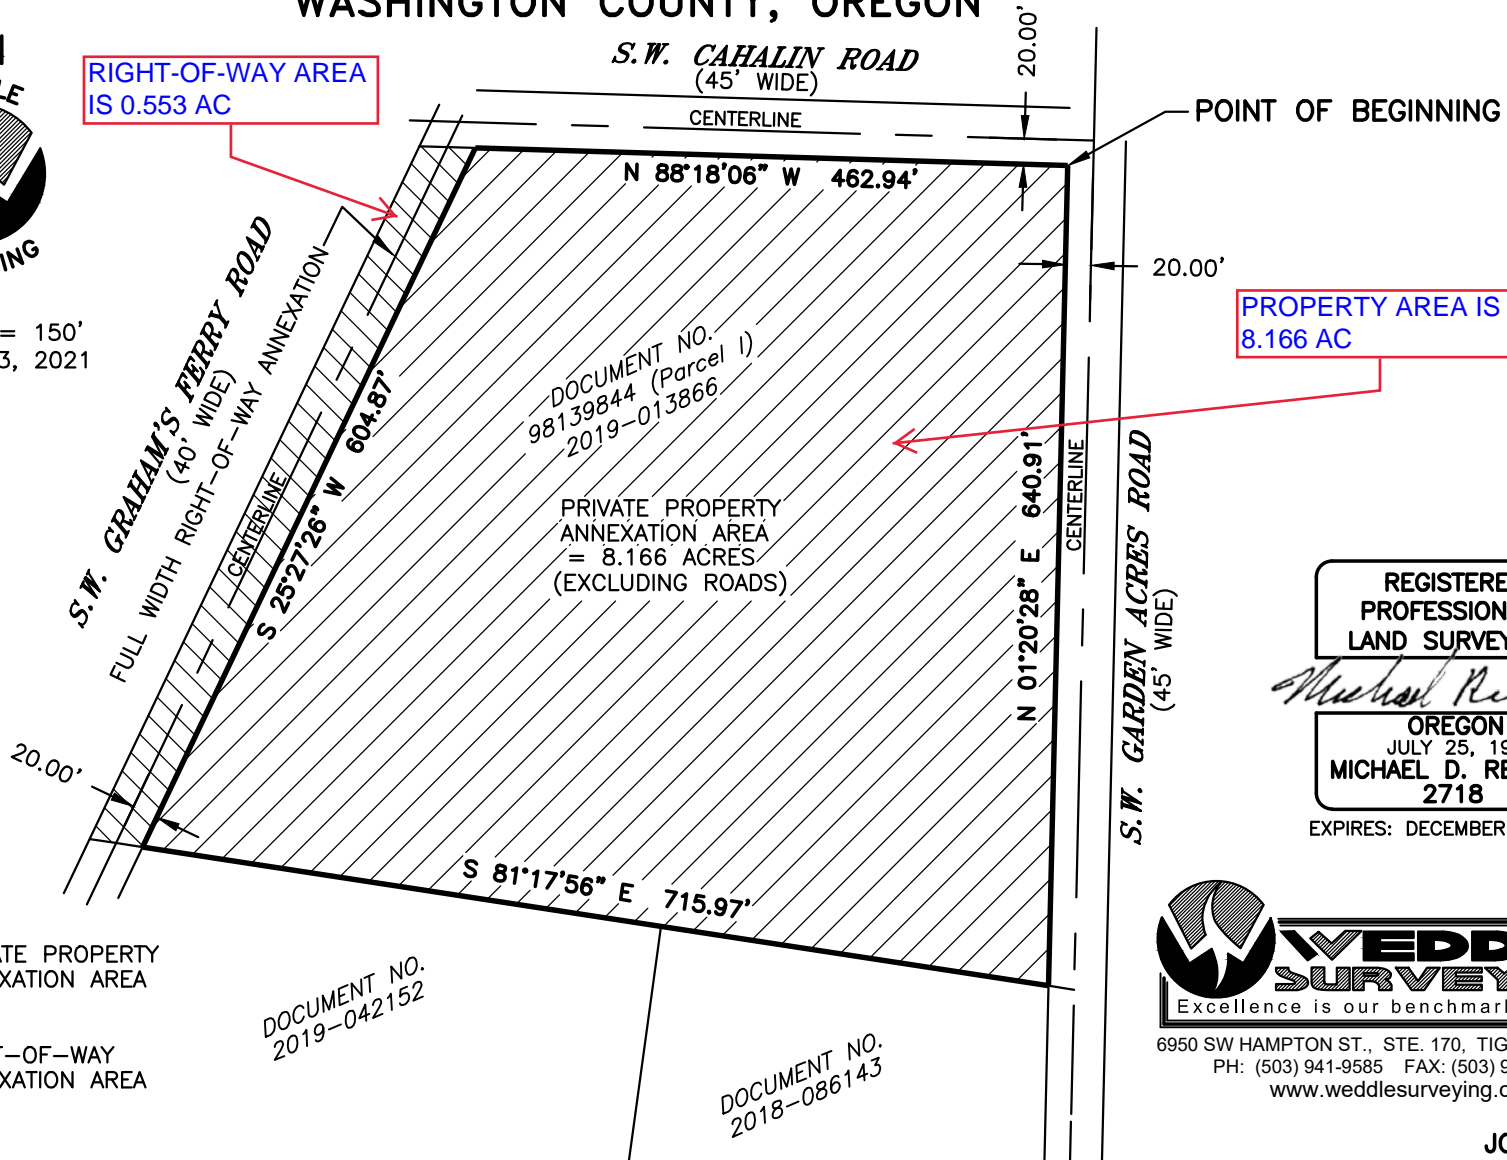 WASHINGTON COUNTY, OREGON
S.W. CAHALIN ROAD
(45' WIDE)
CENTERLINE
20.00'
RIGHT-OF-WAY AREA
IS 0.553 AC
POINT OF BEGINNING
N 88°18'06" W 462.94'
20.00'
= 150'
3, 2021
PROPERTY AREA IS
8.166 AC
S.W. GRAHAM'S FERRY ROAD
(40' WIDE)
FULL WIDTH RIGHT-OF-WAY ANNEXATION
CENTERLINE
S 25°27'26" W 604.87'
DOCUMENT NO.
98139844 (Parcel I)
2019-013866
PRIVATE PROPERTY
ANNEXATION AREA
= 8.166 ACRES
(EXCLUDING ROADS)
N 01°20'28" E 640.91'
CENTERLINE
S.W. GARDEN ACRES ROAD
(45' WIDE)
20.00'
S 81°17'56" E 715.97'
REGISTERE
PROFESSION
LAND SURVEY
OREGON
JULY 25, 19
MICHAEL D. RE
2718
EXPIRES: DECEMBER
ATE PROPERTY
EXATION AREA
T-OF-WAY
EXATION AREA
DOCUMENT NO.
2019-042152
DOCUMENT NO.
2018-086143
WEDD
SURVEY
Excellence is our benchmar
6950 SW HAMPTON ST., STE. 170, TIG
PH: (503) 941-9585 FAX: (503) 9
www.weddlesurveying.c
JO